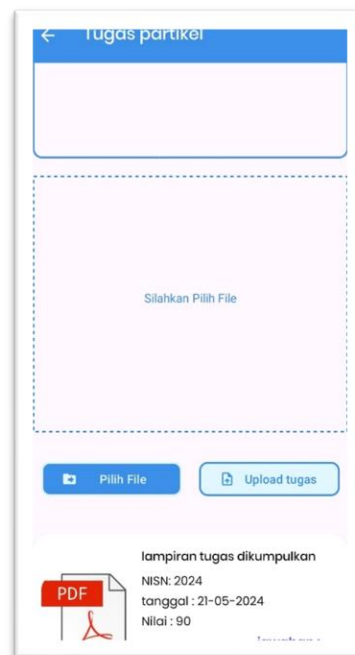 Tugas partikel
Silahkan Pilih File
Pilih File
Upload tugas
lampiran tugas dikumpulkan
PDF
NISN: 2024
tanggal : 21-05-2024
Nilai : 90